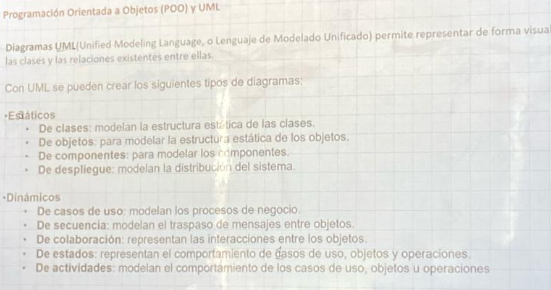 Programación Orientada a Objetos (POO) y UML
Diagramas UML(Unified Modeling Language, o Lenguaje de Modelado Unificado) permite representar de forma visual
las clases y las relaciones existentes entre ellas.
Con UML se pueden crear los siguientes tipos de diagramas:
•Estáticos
• De clases: modelan la estructura estática de las clases.
• De objetos: para modelar la estructura estática de los objetos.
• De componentes: para modelar los componentes.
• De despliegue: modelan la distribución del sistema.
•Dinámicos
• De casos de uso: modelan los procesos de negocio.
• De secuencia: modelan el traspaso de mensajes entre objetos.
• De colaboración: representan las interacciones entre los objetos.
• De estados: representan el comportamiento de casos de uso, objetos y operaciones.
• De actividades: modelan el comportamiento de los casos de uso, objetos u operaciones